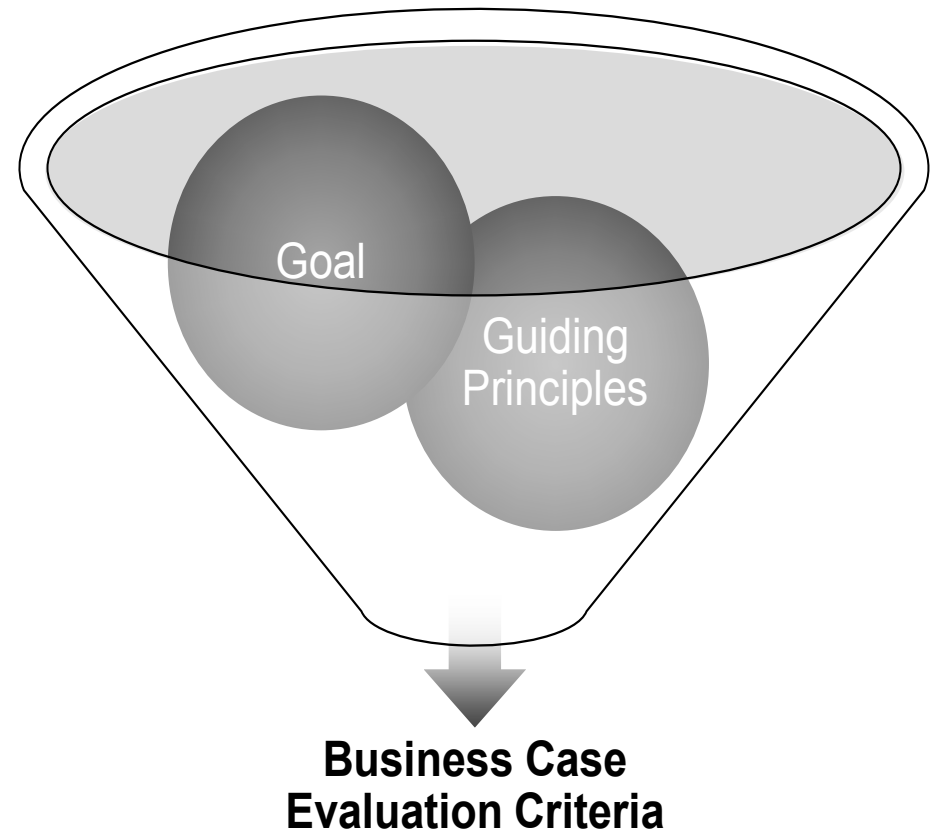 Goal
Guiding
Principles
Business Case
Evaluation Criteria